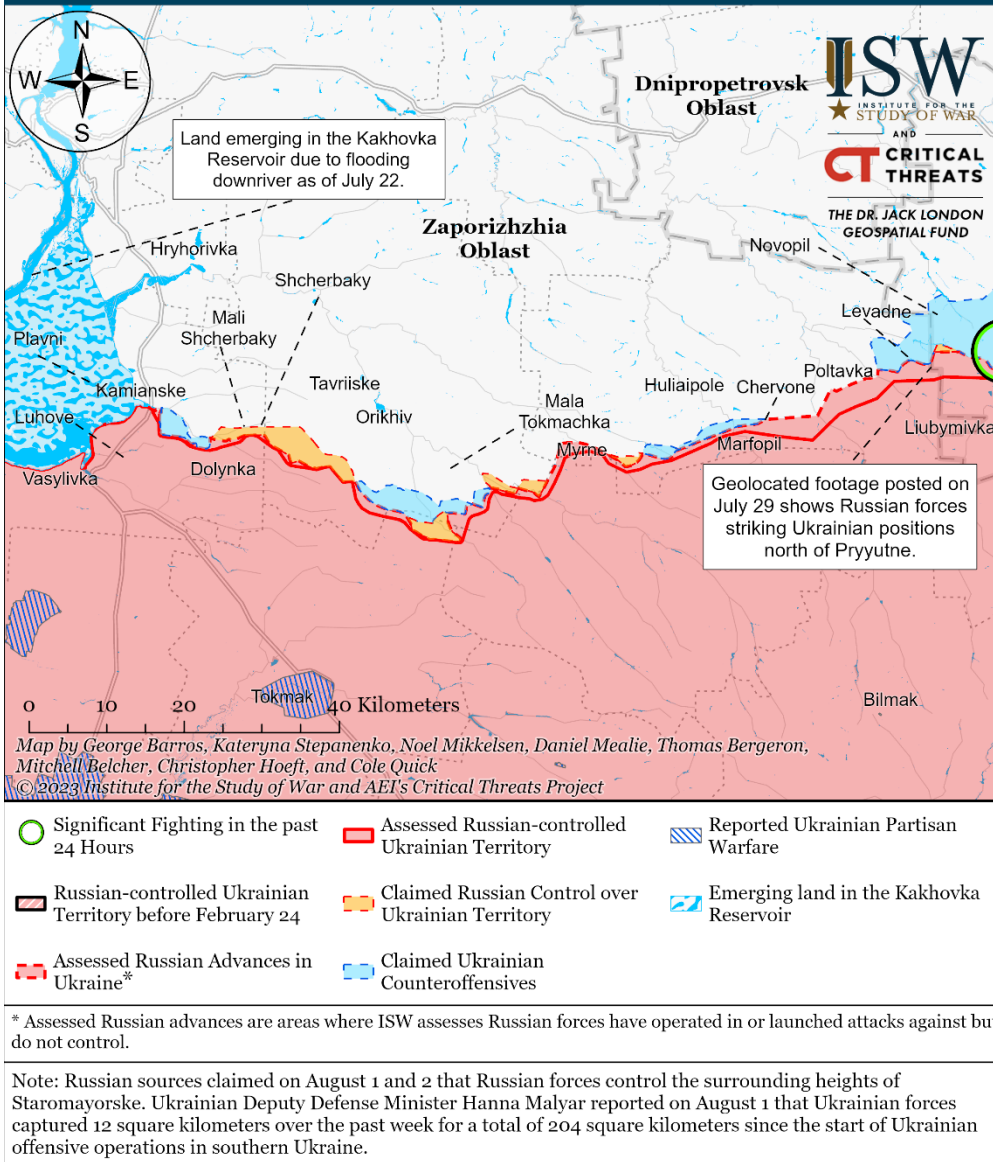 N
W E
S
ISW
INSTITUTE FOR THE
STUDY OF WAR
AND
CT CRITICAL
THREATS
THE DR. JACK LONDON
GEOSPATIAL FUND
Dnipropetrovsk
Oblast
Land emerging in the Kakhovka
Reservoir due to flooding
downriver as of July 22.
Zaporizhzhia
Oblast
Hryhorivka
Novopil
Shcherbaky
Levadne
Mali
Shcherbaky
Plavni
Poltavka
Kamianske
Tavriiske
Huliaipole
Chervone
Orikhiv
Mala
Tokmachka
Luhove
Liubymivka
Myrne
Marfopil
Dolynka
Vasylivka
Geolocated footage posted on
July 29 shows Russian forces
striking Ukrainian positions
north of Pryyutne.
Tokmak
Bilmak
0 10 20 40 Kilometers
Map by George Barros, Kateryna Stepanenko, Noel Mikkelsen, Daniel Mealie, Thomas Bergeron,
Mitchell Belcher, Christopher Hoeft, and Cole Quick
© 2023 Institute for the Study of War and AEI's Critical Threats Project
Significant Fighting in the past
24 Hours
Assessed Russian-controlled
Ukrainian Territory
Reported Ukrainian Partisan
Warfare
Russian-controlled Ukrainian
Territory before February 24
Claimed Russian Control over
Ukrainian Territory
Emerging land in the Kakhovka
Reservoir
Assessed Russian Advances in
Ukraine*
Claimed Ukrainian
Counteroffensives
* Assessed Russian advances are areas where ISW assesses Russian forces have operated in or launched attacks against but
do not control.
Note: Russian sources claimed on August 1 and 2 that Russian forces control the surrounding heights of
Staromayorske. Ukrainian Deputy Defense Minister Hanna Malyar reported on August 1 that Ukrainian forces
captured 12 square kilometers over the past week for a total of 204 square kilometers since the start of Ukrainian
offensive operations in southern Ukraine.